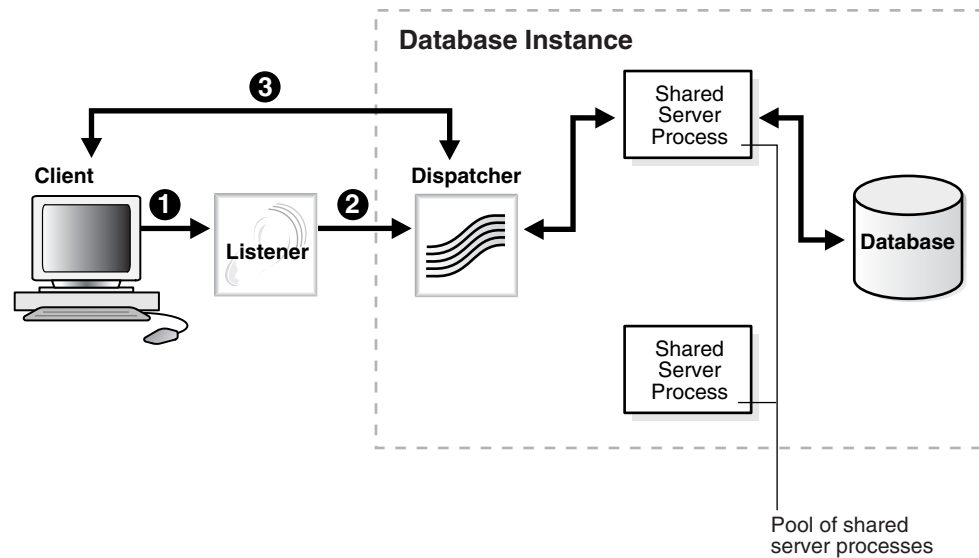 Database Instance
3
Shared
Server
Process
Client
Dispatcher
1
2
Listener
Database
Shared
Server
Process
Pool of shared
server processes